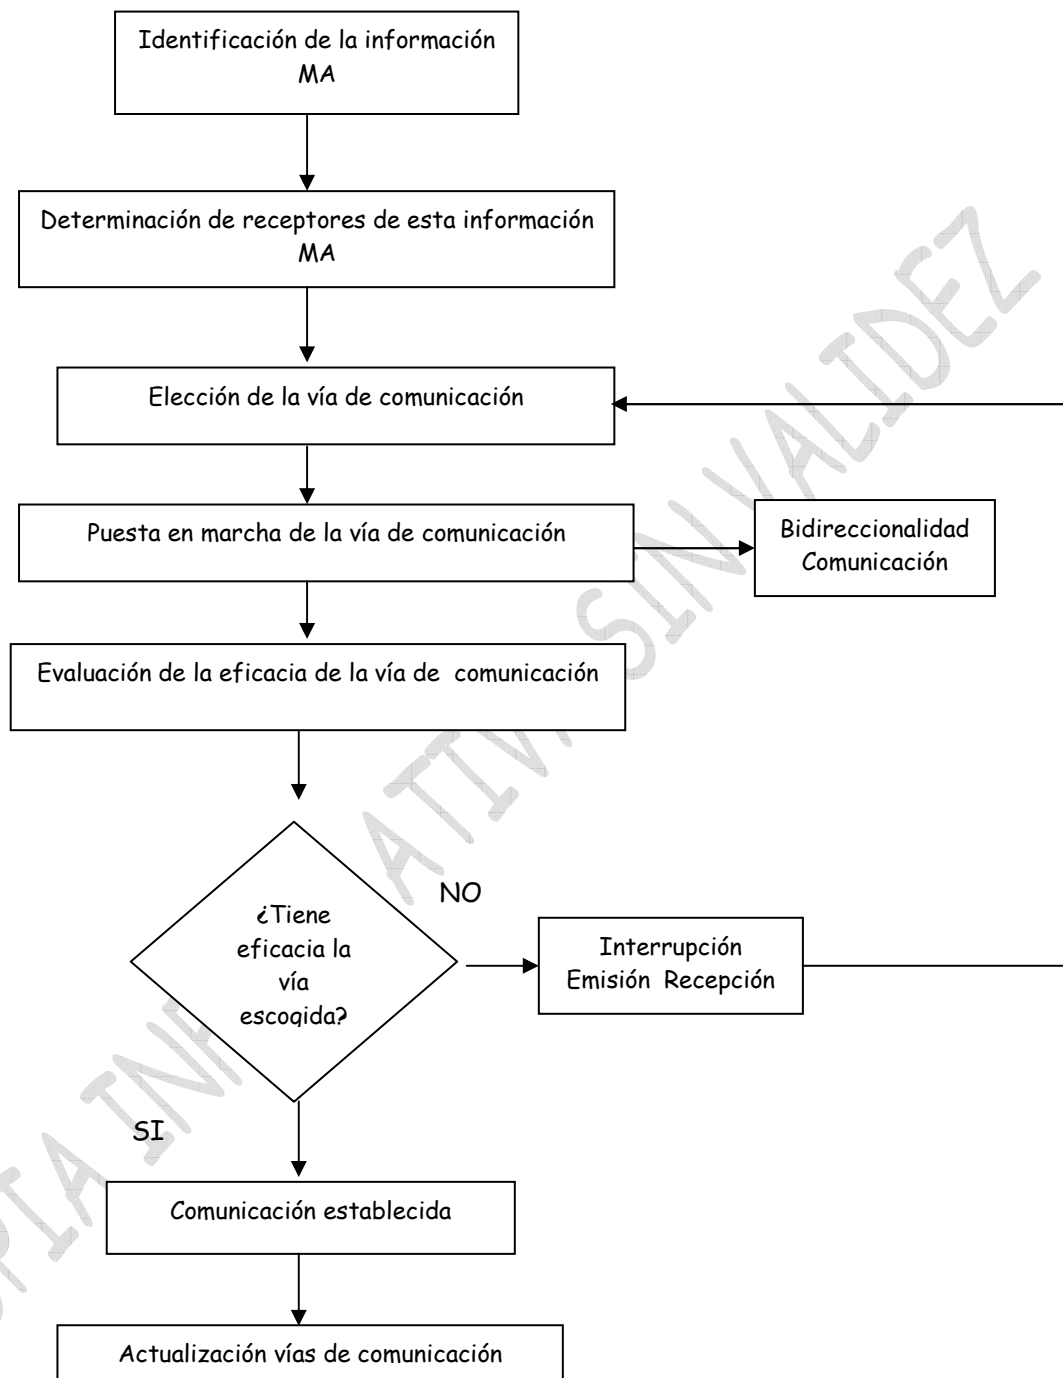 Identificación de la información
MA
Determinación de receptores de esta información
MA
Elección de la vía de comunicación
Puesta en marcha de la vía de comunicación
Bidireccionalidad
Comunicación
Evaluación de la eficacia de la vía de comunicación
¿Tiene
eficacia la
vía
escogida?
NO
Interrupción
Emisión Recepción
SI
Comunicación establecida
Actualización vías de comunicación
SIN VALIDEZ